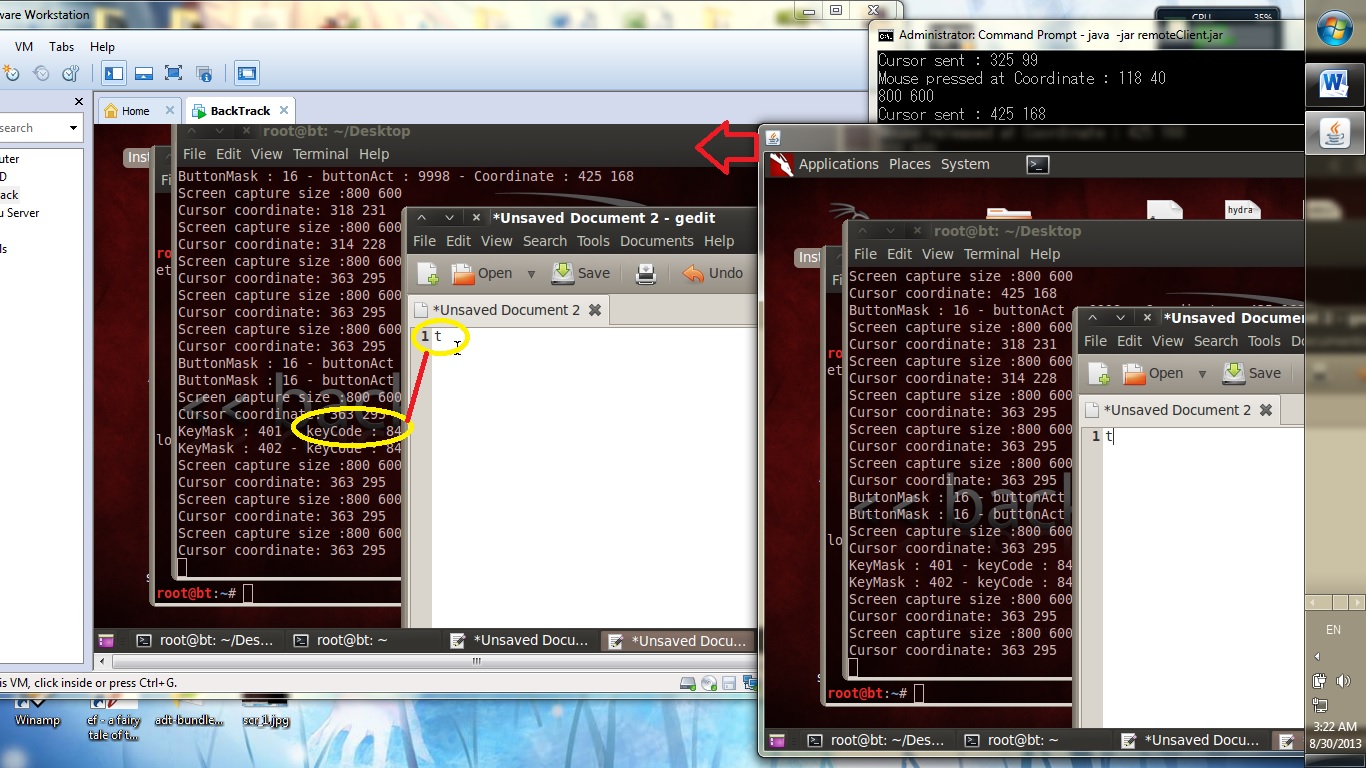 ware Workstation
VM Tabs Help
search
uter
D
ack
u Server
ls
Home
BackTrack
Inst
root@bt: ~/Desktop
File Edit View Terminal Help
ButtonMask : 16 - buttonAct : 9998 - Coordinate : 425 168
Screen capture size :800 600
Cursor coordinate: 318 231
Screen capture size :800 600
Cursor coordinate: 314 228
Screen capture size :800 600
Cursor coordinate: 363 295
Screen capture size :800 600
Cursor coordinate: 363 295
Screen capture size :800 600
Cursor coordinate: 363 295
ButtonMask : 16 - buttonAct
ButtonMask : 16 - buttonAct
Screen capture size :800 600
Cursor coordinate: 363 295
KeyMask : 401 - keyCode : 84
KeyMask : 402 - keyCode : 84
Screen capture size :800 600
Cursor coordinate: 363 295
Screen capture size :800 600
Cursor coordinate: 363 295
Screen capture size :800 600
Cursor coordinate: 363 295
root@bt:~#
<< back
*Unsaved Document 2 - gedit
File Edit View Search Tools Documents Help
Open Save Undo
*Unsaved Document 2
1 t
root@bt: ~/Des...
root@bt: ~
*Unsaved Docu...
*Unsaved Docu...
is VM, click inside or press Ctrl+G.
Winamp
ef - a fairy
tale of t...
adt-bundle...
scr_1.jpg
CPU 35%
Administrator: Command Prompt - java -jar remoteClient.jar
Cursor sent : 325 99
Mouse pressed at Coordinate : 118 40
800 600
Cursor sent : 425 168
Applications Places System
hydra
Inst
root@bt: ~/Desktop
File Edit View Terminal Help
Screen capture size :800 600
Cursor coordinate: 425 168
ButtonMask : 16 - buttonAct
Screen capture size :800 600
Cursor coordinate: 318 231
Screen capture size :800 600
Cursor coordinate: 314 228
Screen capture size :800 600
Cursor coordinate: 363 295
Screen capture size :800 600
Cursor coordinate: 363 295
Screen capture size :800 600
Cursor coordinate: 363 295
ButtonMask : 16 - buttonAct
ButtonMask : 16 - buttonAct
Screen capture size :800 600
Cursor coordinate: 363 295
KeyMask : 401 - keyCode : 84
KeyMask : 402 - keyCode : 84
Screen capture size :800 600
Cursor coordinate: 363 295
Screen capture size :800 600
Cursor coordinate: 363 295
root@bt:~#
<< back
*Unsaved Documen
File Edit View Search Tools Do
Open Save
*Unsaved Document 2
1 t
root@bt: ~/Des...
root@bt: ~
*Unsaved Docu...
EN
3:22 AM
8/30/2013